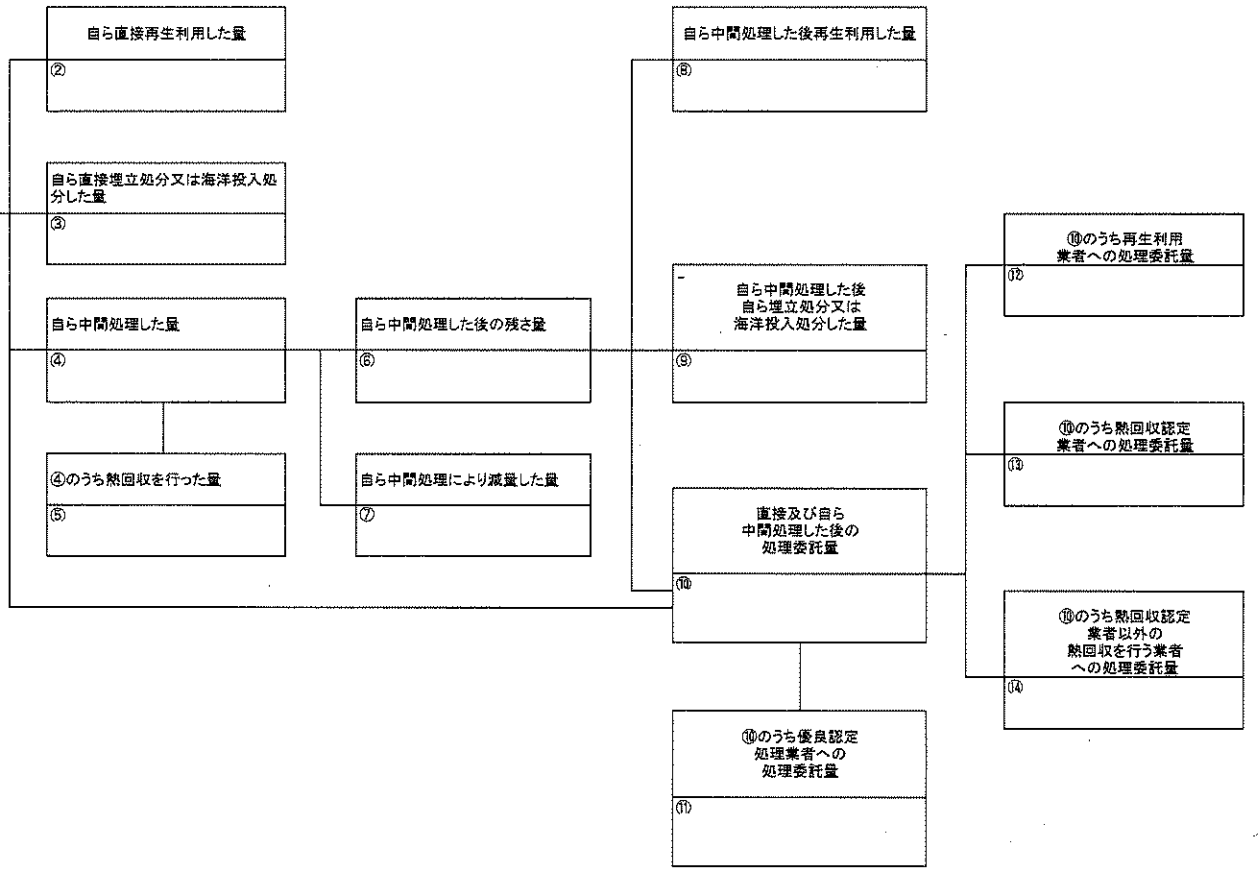 自ら直接再生利用した量
②
自ら直接埋立処分又は海洋投入処
分した量
③
自ら中間処理した量
④
④のうち熱回収を行った量
⑤
自ら中間処理した後の残さ量
⑥
自ら中間処理により減量した量
⑦
自ら中間処理した後再生利用した量
⑧
自ら中間処理した後
自ら埋立処分又は
海洋投入処分した量
⑨
直接及び自ら
中間処理した後の
処理委託量
⑩
⑩のうち優良認定
処理業者への
処理委託量
⑪
⑩のうち再生利用
業者への処理委託量
⑫
⑩のうち熱回収認定
業者への処理委託量
⑬
⑩のうち熱回収認定
業者以外の
熱回収を行う業者
への処理委託量
⑭